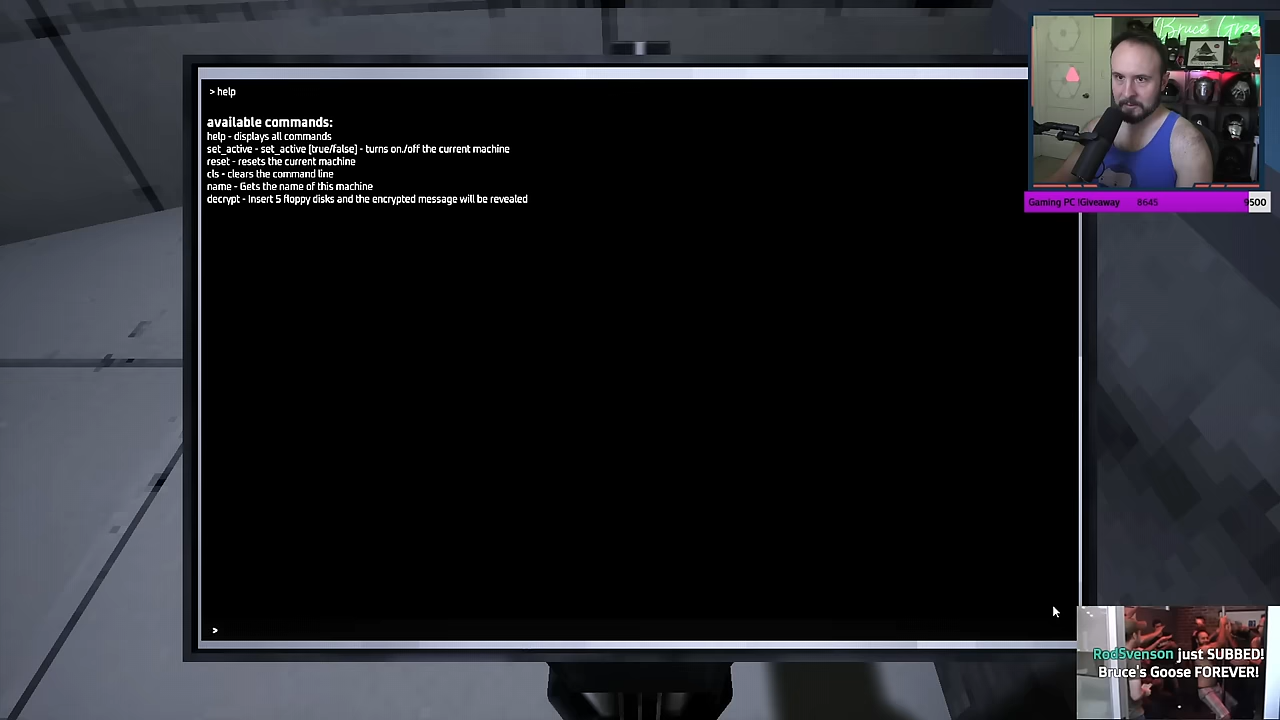 > help
available commands:
help - displays all commands
set_active - set_active [true/false] - turns on./off the current machine
reset - resets the current machine
cls - clears the command line
name - Gets the name of this machine
decrypt - Insert 5 floppy disks and the encrypted message will be revealed
>
Bruce Gree
Gaming PC !Giveaway 8645 9500
RodSvenson just SUBBED!
Bruce's Goose FOREVER!